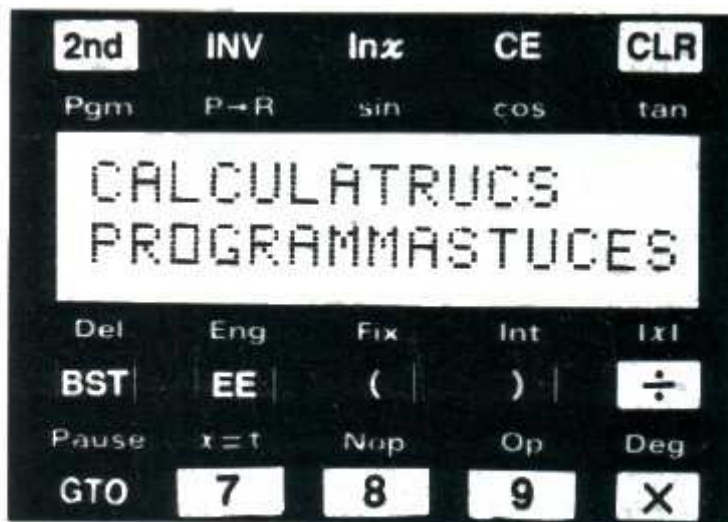 2nd INV lnx CE CLR
Pgm P→R sin cos tan
CALCULATRUCS
PROGRAMMASTUCES
Del Eng Fix Int |x|
BST EE ( ) ÷
Pause x=t Nop Op Deg
GTO 7 8 9 ×